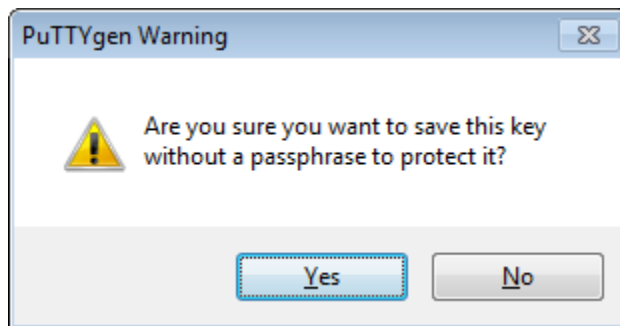 PuTTYgen Warning
Are you sure you want to save this key
without a passphrase to protect it?
Yes
No